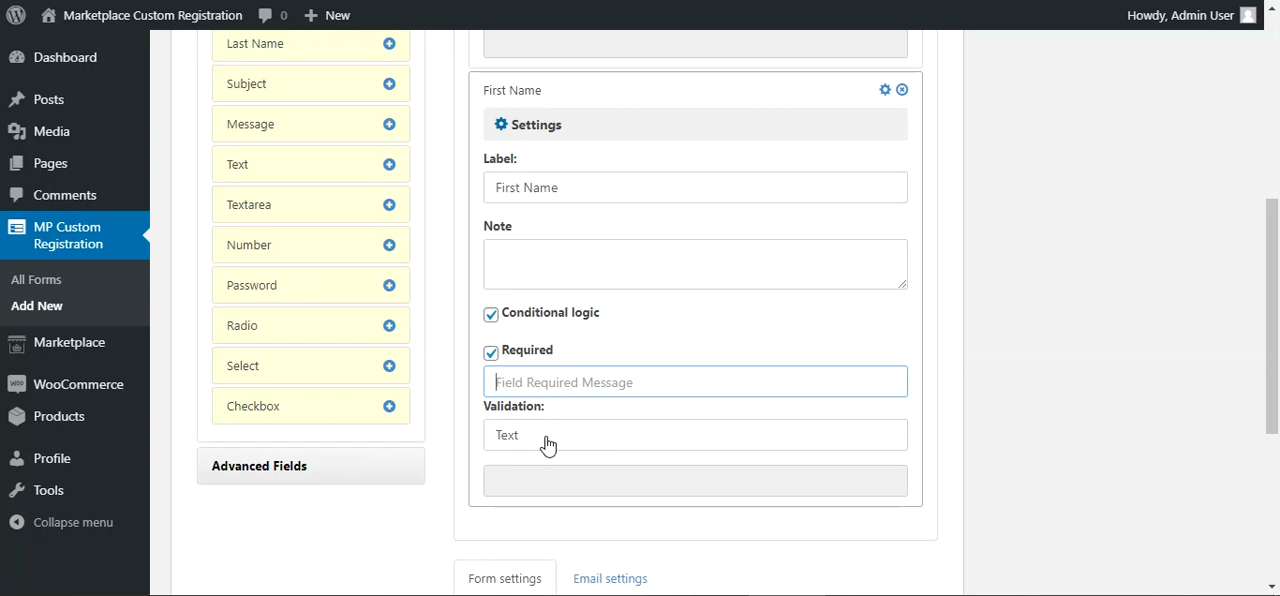 Marketplace Custom Registration 0 New Howdy, Admin User
Dashboard
Posts
Media
Pages
Comments
MP Custom
Registration
All Forms
Add New
Marketplace
WooCommerce
Products
Profile
Tools
Collapse menu
Last Name
Subject
Message
Text
Textarea
Number
Password
Radio
Select
Checkbox
Advanced Fields
First Name
Settings
Label:
First Name
Note
Conditional logic
Required
Field Required Message
Validation:
Text
Form settings Email settings